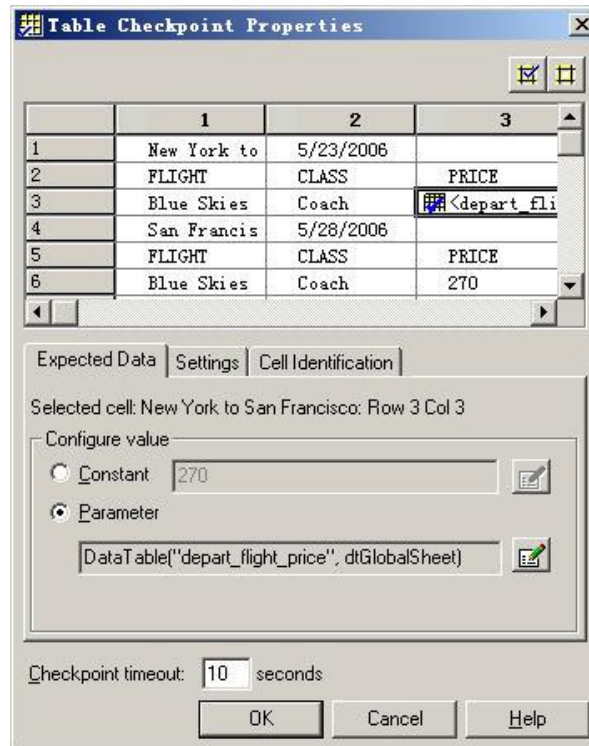 Table Checkpoint Properties
1 2 3
1 New York to 5/23/2006
2 FLIGHT CLASS PRICE
3 Blue Skies Coach <depart_fli
4 San Francis 5/28/2006
5 FLIGHT CLASS PRICE
6 Blue Skies Coach 270
Expected Data Settings Cell Identification
Selected cell: New York to San Francisco: Row 3 Col 3
Configure value
Constant 270
Parameter
DataTable("depart_flight_price", dtGlobalSheet)
Checkpoint timeout: 10 seconds
OK Cancel Help